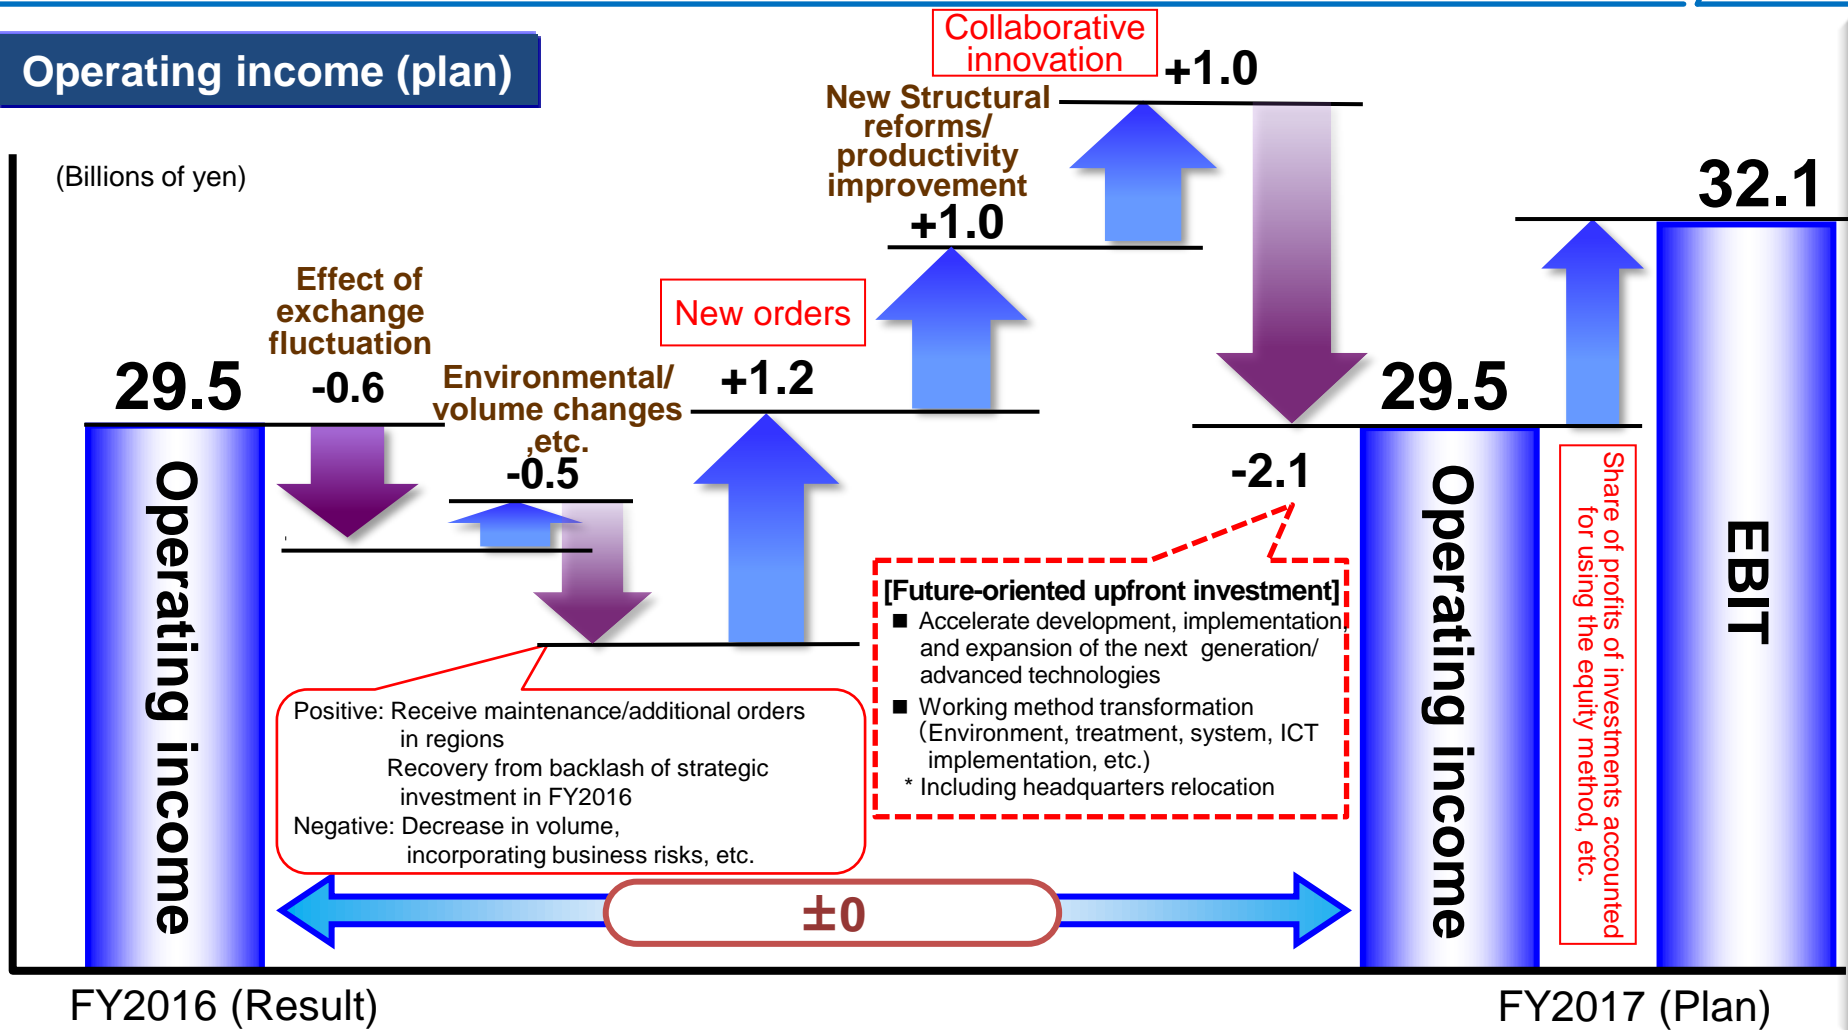 Operating income (plan)
(Billions of yen)
29.5
Operating income
Effect of
exchange
fluctuation
-0.6
Environmental/
volume changes
,etc.
-0.5
New orders
+1.2
New Structural
reforms/
productivity
improvement
+1.0
Collaborative
innovation
+1.0
-2.1
29.5
Operating income
Share of profits of investments accounted
for using the equity method, etc.
32.1
EBIT
Positive: Receive maintenance/additional orders
in regions
Recovery from backlash of strategic
investment in FY2016
Negative: Decrease in volume,
incorporating business risks, etc.
[Future-oriented upfront investment]
■ Accelerate development, implementation,
and expansion of the next generation/
advanced technologies
■ Working method transformation
（Environment, treatment, system, ICT
implementation, etc.)
* Including headquarters relocation
±0
FY2016 (Result)
FY2017 (Plan)